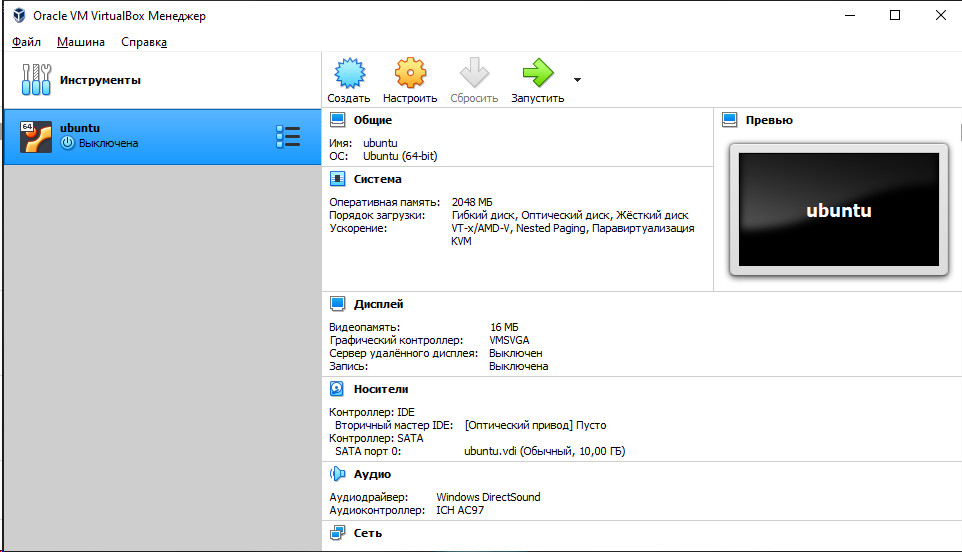 Oracle VM VirtualBox Менеджер
Файл Машина Справка
Инструменты
Создать Настроить Сбросить Запустить
64
ubuntu
Выключена
Общие
Имя: ubuntu
ОС: Ubuntu (64-bit)
Система
Оперативная память: 2048 МБ
Порядок загрузки: Гибкий диск, Оптический диск, Жёсткий диск
Ускорение: VT-x/AMD-V, Nested Paging, Паравиртуализация
KVM
Превью
ubuntu
Дисплей
Видеопамять: 16 МБ
Графический контроллер: VMSVGA
Сервер удалённого дисплея: Выключен
Запись: Выключена
Носители
Контроллер: IDE
Вторичный мастер IDE: [Оптический привод] Пусто
Контроллер: SATA
SATA порт 0: ubuntu.vdi (Обычный, 10,00 ГБ)
Аудио
Аудиодрайвер: Windows DirectSound
Аудиоконтроллер: ICH AC97
Сеть